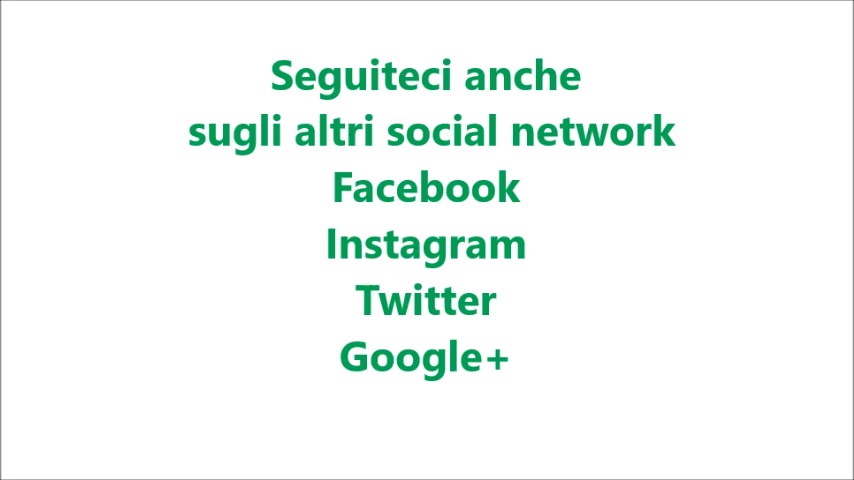 Seguiteci anche
sugli altri social network
Facebook
Instagram
Twitter
Google+